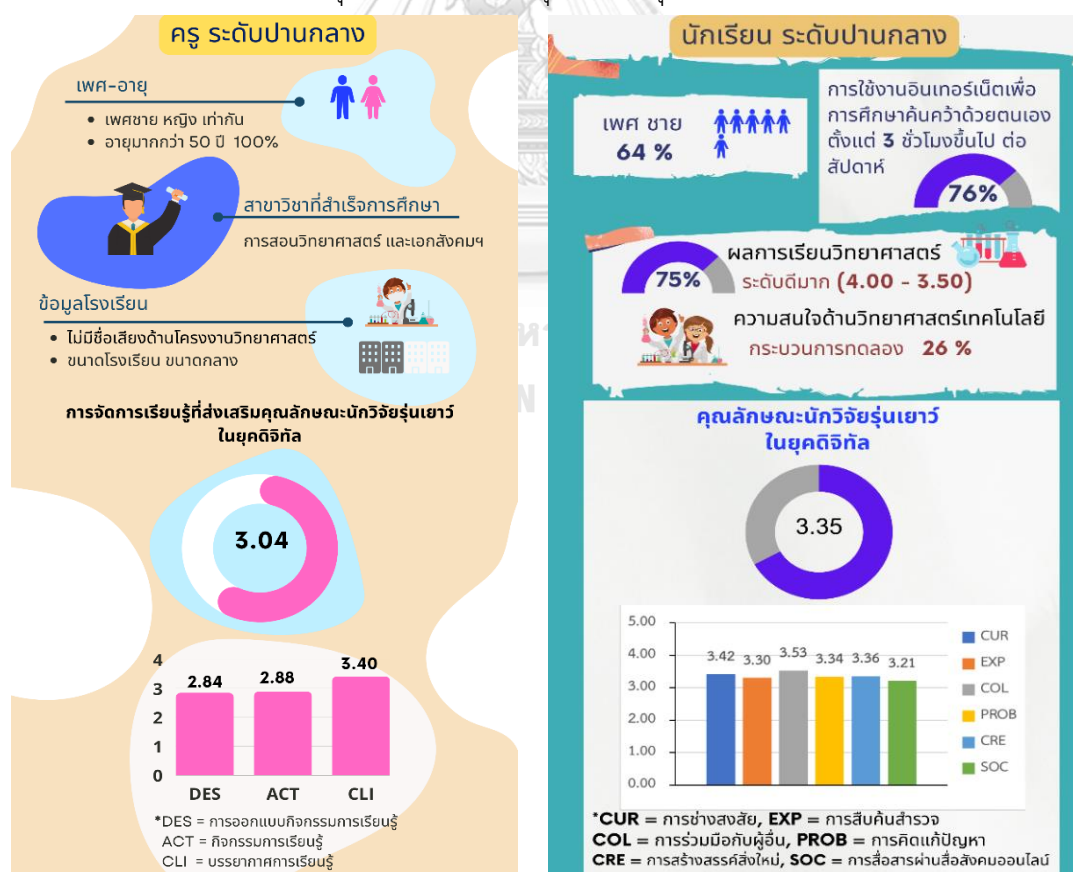 ครู ระดับปานกลาง
เพศ-อายุ
• เพศชาย หญิง เท่ากัน
• อายุมากกว่า 50 ปี 100%
สาขาวิชาที่สำเร็จการศึกษา
การสอนวิทยาศาสตร์ และเอกสังคมฯ
ข้อมูลโรงเรียน
• ไม่มีชื่อเสียงด้านโครงงานวิทยาศาสตร์
• ขนาดโรงเรียน ขนาดกลาง
การจัดการเรียนรู้ที่ส่งเสริมคุณลักษณะนักวิจัยรุ่นเยาว์
ในยุคดิจิทัล
3.04
4
3
2
1
0
2.84
2.88
3.40
DES
ACT
CLI
*DES = การออกแบบกิจกรรมการเรียนรู้
ACT = กิจกรรมการเรียนรู้
CLI = บรรยากาศการเรียนรู้
นักเรียน ระดับปานกลาง
เพศ ชาย
64 %
การใช้งานอินเทอร์เน็ตเพื่อ
การศึกษาค้นคว้าด้วยตนเอง
ตั้งแต่ 3 ชั่วโมงขึ้นไป ต่อ
สัปดาห์
76%
75%
ผลการเรียนวิทยาศาสตร์
ระดับดีมาก (4.00 - 3.50)
ความสนใจด้านวิทยาศาสตร์เทคโนโลยี
กระบวนการทดลอง 26 %
คุณลักษณะนักวิจัยรุ่นเยาว์
ในยุคดิจิทัล
3.35
5.00
4.00
3.00
2.00
1.00
0.00
3.42
3.30
3.53
3.34
3.36
3.21
CUR
EXP
COL
PROB
CRE
SOC
*CUR = การช่างสงสัย, EXP = การสืบค้นสำรวจ
COL = การร่วมมือกับผู้อื่น, PROB = การคิดแก้ปัญหา
CRE = การสร้างสรรค์สิ่งใหม่, SOC = การสื่อสารผ่านสื่อสังคมออนไลน์